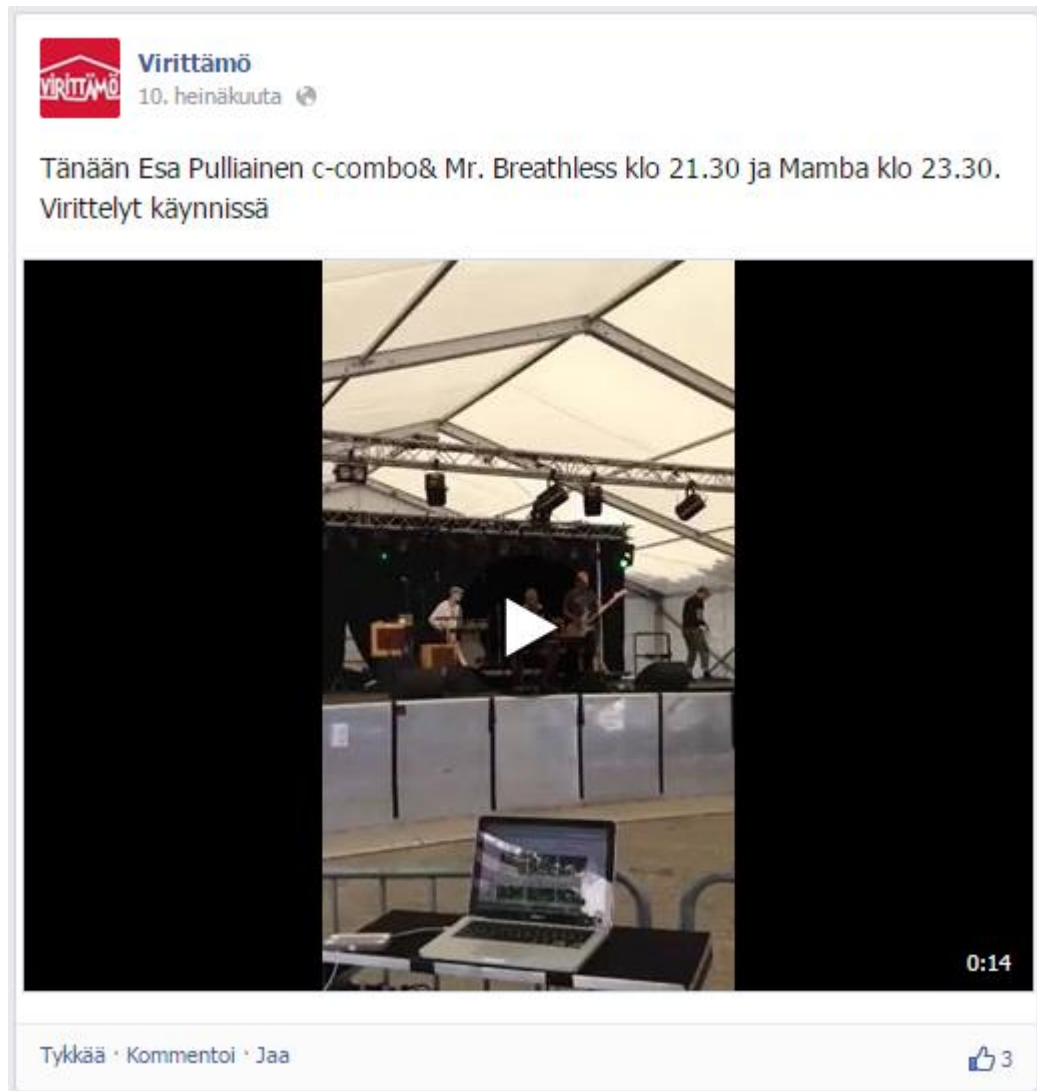 VIRITTÄMÖ
Virittämö
10. heinäkuuta
Tänään Esa Pulliainen c-combo& Mr. Breathless klo 21.30 ja Mamba klo 23.30.
Virittelyt käynnissä
0:14
Tykkää · Kommentoi · Jaa
3